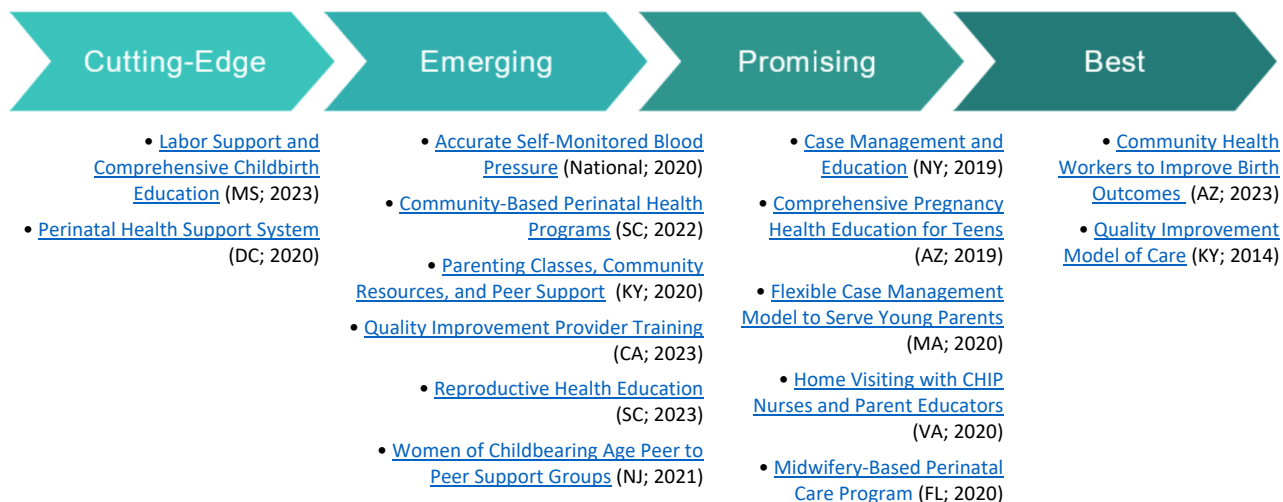 Cutting-Edge
Emerging
Promising
Best
• Labor Support and
Comprehensive Childbirth
Education (MS; 2023)
• Perinatal Health Support System
(DC; 2020)
• Accurate Self-Monitored Blood
Pressure (National; 2020)
• Community-Based Perinatal Health
Programs (SC; 2022)
• Parenting Classes, Community
Resources, and Peer Support (KY; 2020)
• Quality Improvement Provider Training
(CA; 2023)
• Reproductive Health Education
(SC; 2023)
• Women of Childbearing Age Peer to
Peer Support Groups (NJ; 2021)
• Case Management and
Education (NY; 2019)
• Comprehensive Pregnancy
Health Education for Teens
(AZ; 2019)
• Flexible Case Management
Model to Serve Young Parents
(MA; 2020)
• Home Visiting with CHIP
Nurses and Parent Educators
(VA; 2020)
• Midwifery-Based Perinatal
Care Program (FL; 2020)
• Community Health
Workers to Improve Birth
Outcomes (AZ; 2023)
• Quality Improvement
Model of Care (KY; 2014)